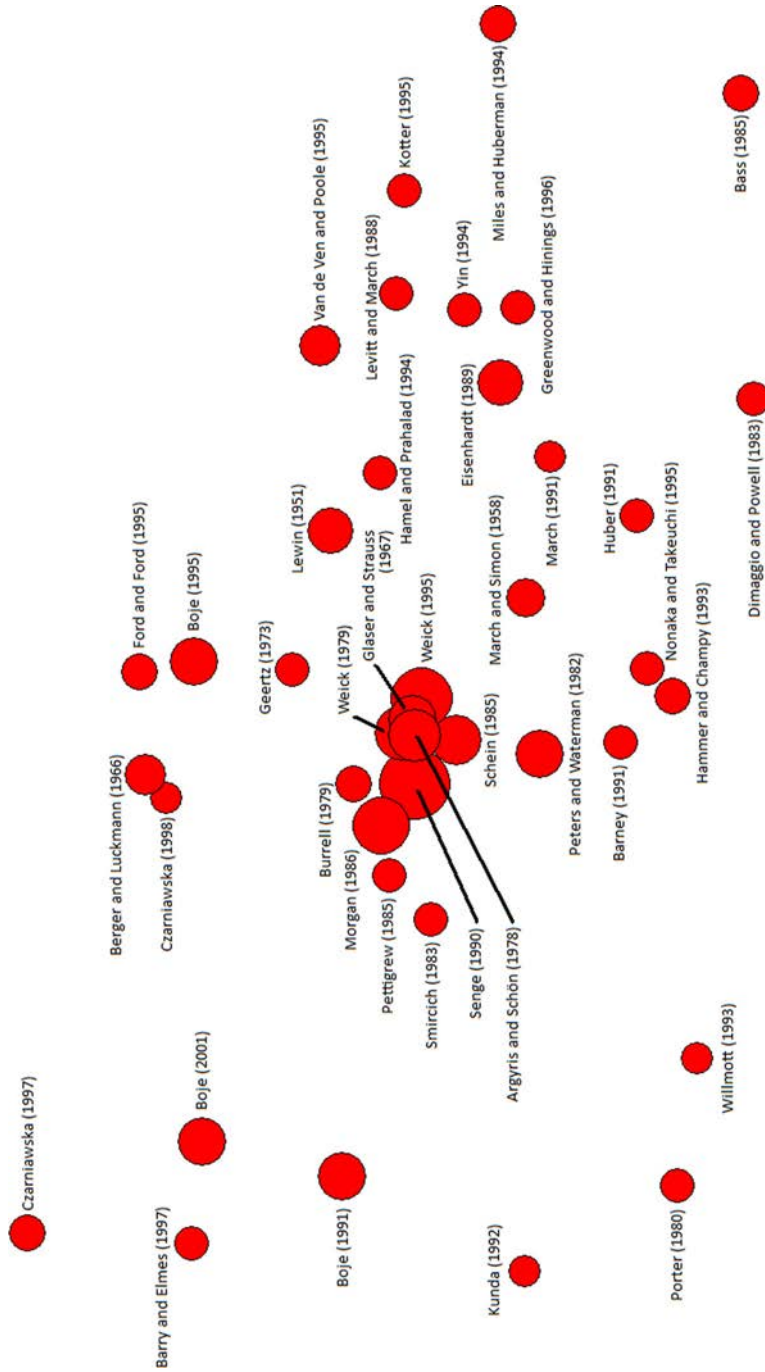 Czarniawska (1997)
Berger and Luckmann (1966)
Ford and Ford (1995)
Barry and Elmes (1997)
Czarniawska (1998)
Boje (1995)
Boje (2001)
Geertz (1973)
Lewin (1951)
Van de Ven and Poole (1995)
Burrell (1979)
Boje (1991)
Weick (1979)
Morgan (1986)
Glaser and Strauss
(1967)
Levitt and March (1988)
Pettigrew (1985)
Kotter (1995)
Hamel and Prahalad (1994)
Weick (1995)
Smircich (1983)
Yin (1994)
Eisenhardt (1989)
Senge (1990)
Schein (1985)
Kunda (1992)
March and Simon (1958)
Miles and Huberman (1994)
Argyris and Schön (1978)
Greenwood and Hinings (1996)
March (1991)
Peters and Waterman (1982)
Huber (1991)
Barney (1991)
Nonaka and Takeuchi (1995)
Porter (1980)
Hammer and Champy (1993)
Willmott (1993)
Bass (1985)
Dimaggio and Powell (1983)